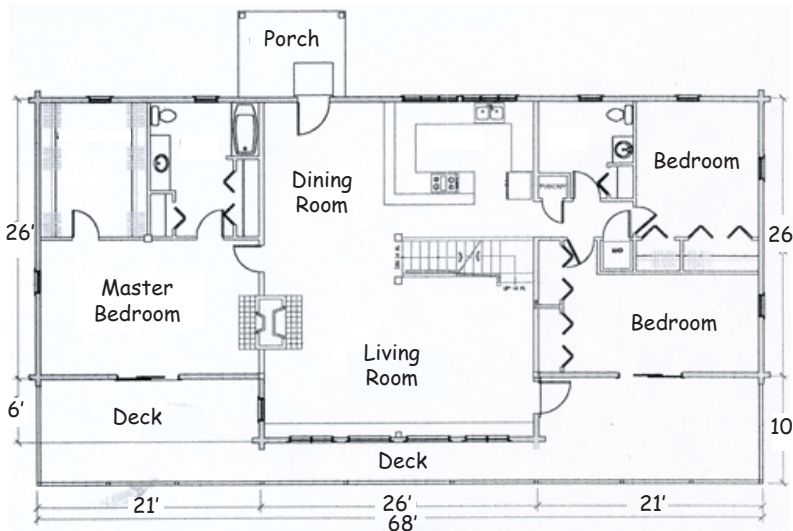 Porch
Bedroom
Dining
Room
PANTRY
26'
26
Master
Bedroom
Bedroom
Living
Room
6'
Deck
10
Deck
21'
26'
21'
68'